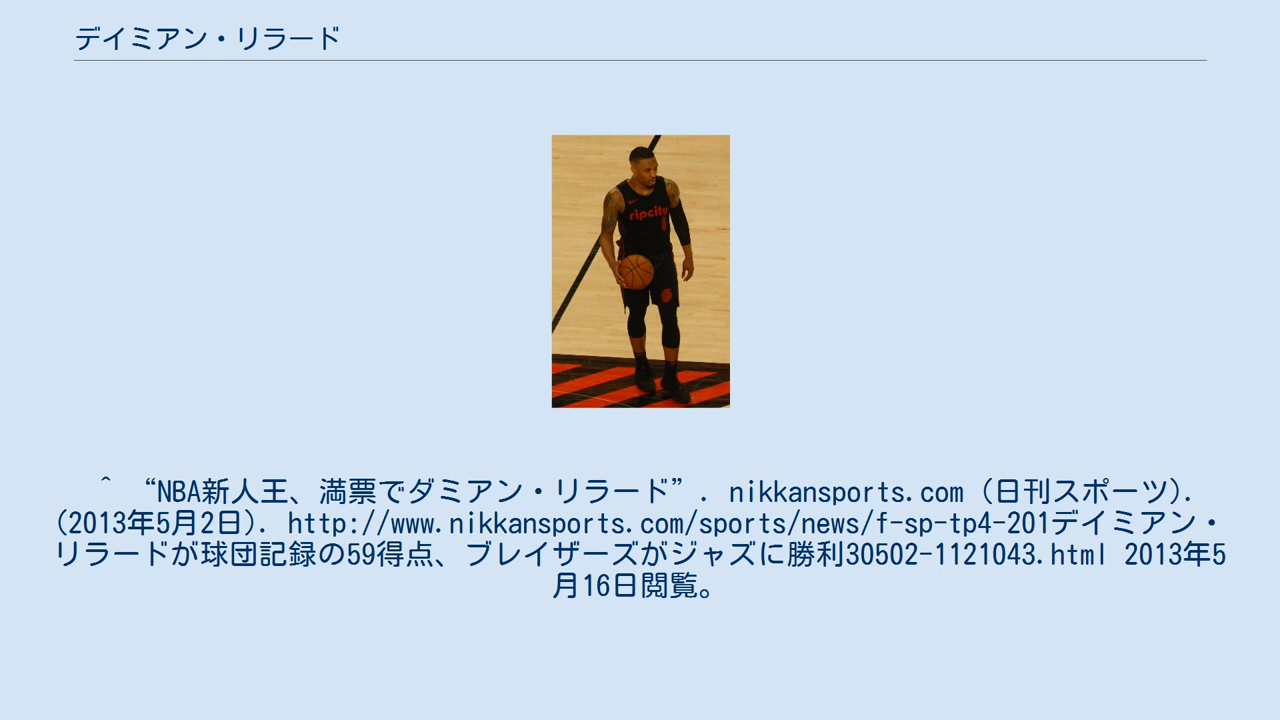 デイミアン・リラード
ripcity
^ “NBA新人王、満票でダミアン・リラード”. nikkansports.com (日刊スポーツ).
(2013年5月2日). http://www.nikkansports.com/sports/news/f-sp-tp4-201デイミアン・
リラードが球団記録の59得点、ブレイザーズがジャズに勝利30502-1121043.html 2013年5
月16日閲覧。